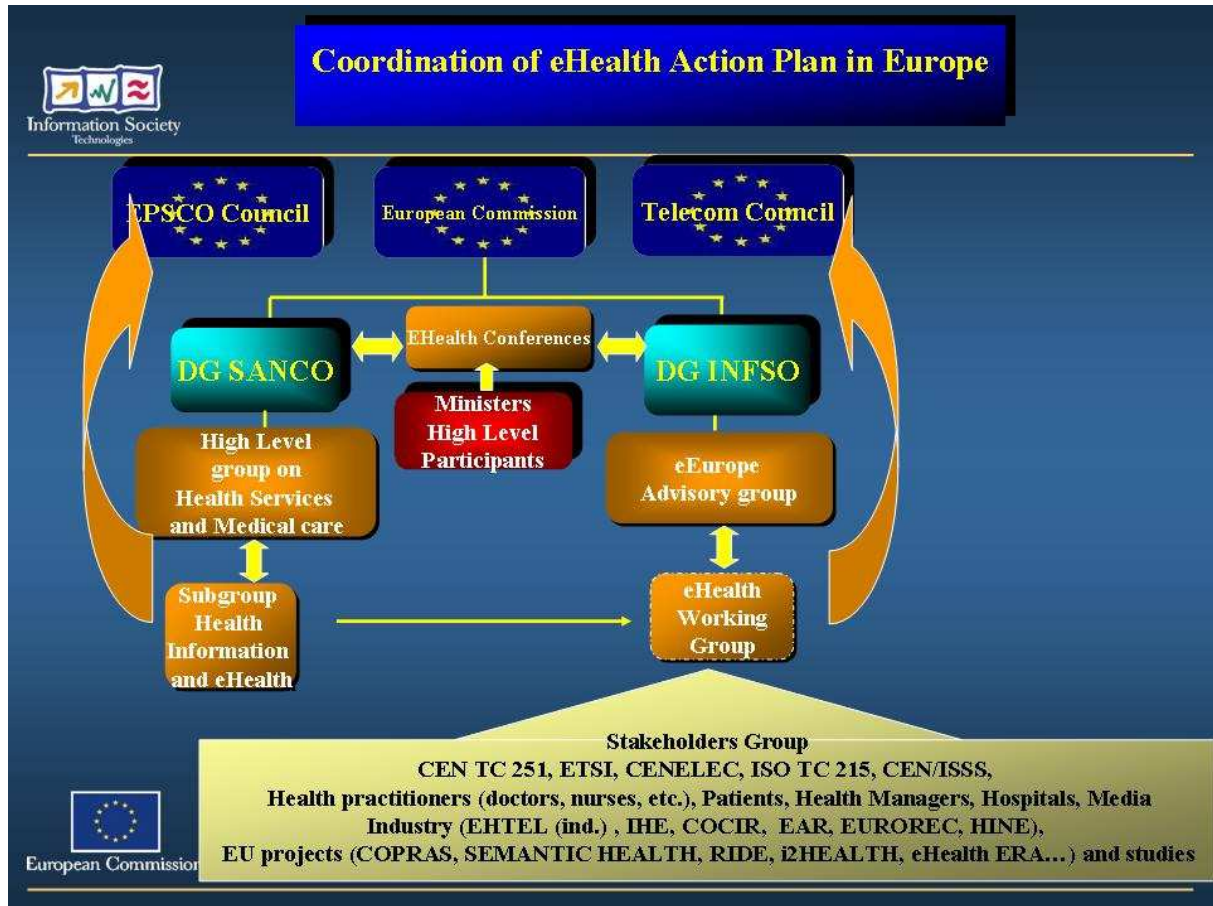 Coordination of eHealth Action Plan in Europe
Information Society
Technologies
EPSCO Council
European Commission
Telecom Council
EHealth Conferences
DG SANCO
DG INFSO
Ministers
High Level
Participants
High Level
group on
Health Services
and Medical care
eEurope
Advisory group
Subgroup
Health
Information
and eHealth
eHealth
Working
Group
Stakeholders Group
CEN TC 251, ETSI, CENELEC, ISO TC 215, CEN/ISSS,
Health practitioners (doctors, nurses, etc.), Patients, Health Managers, Hospitals, Media
Industry (EHTEL (ind.) , IHE, COCIR, EAR, EUROREC, HINE),
EU projects (COPRAS, SEMANTIC HEALTH, RIDE, i2HEALTH, eHealth ERA...) and studies
European Commission